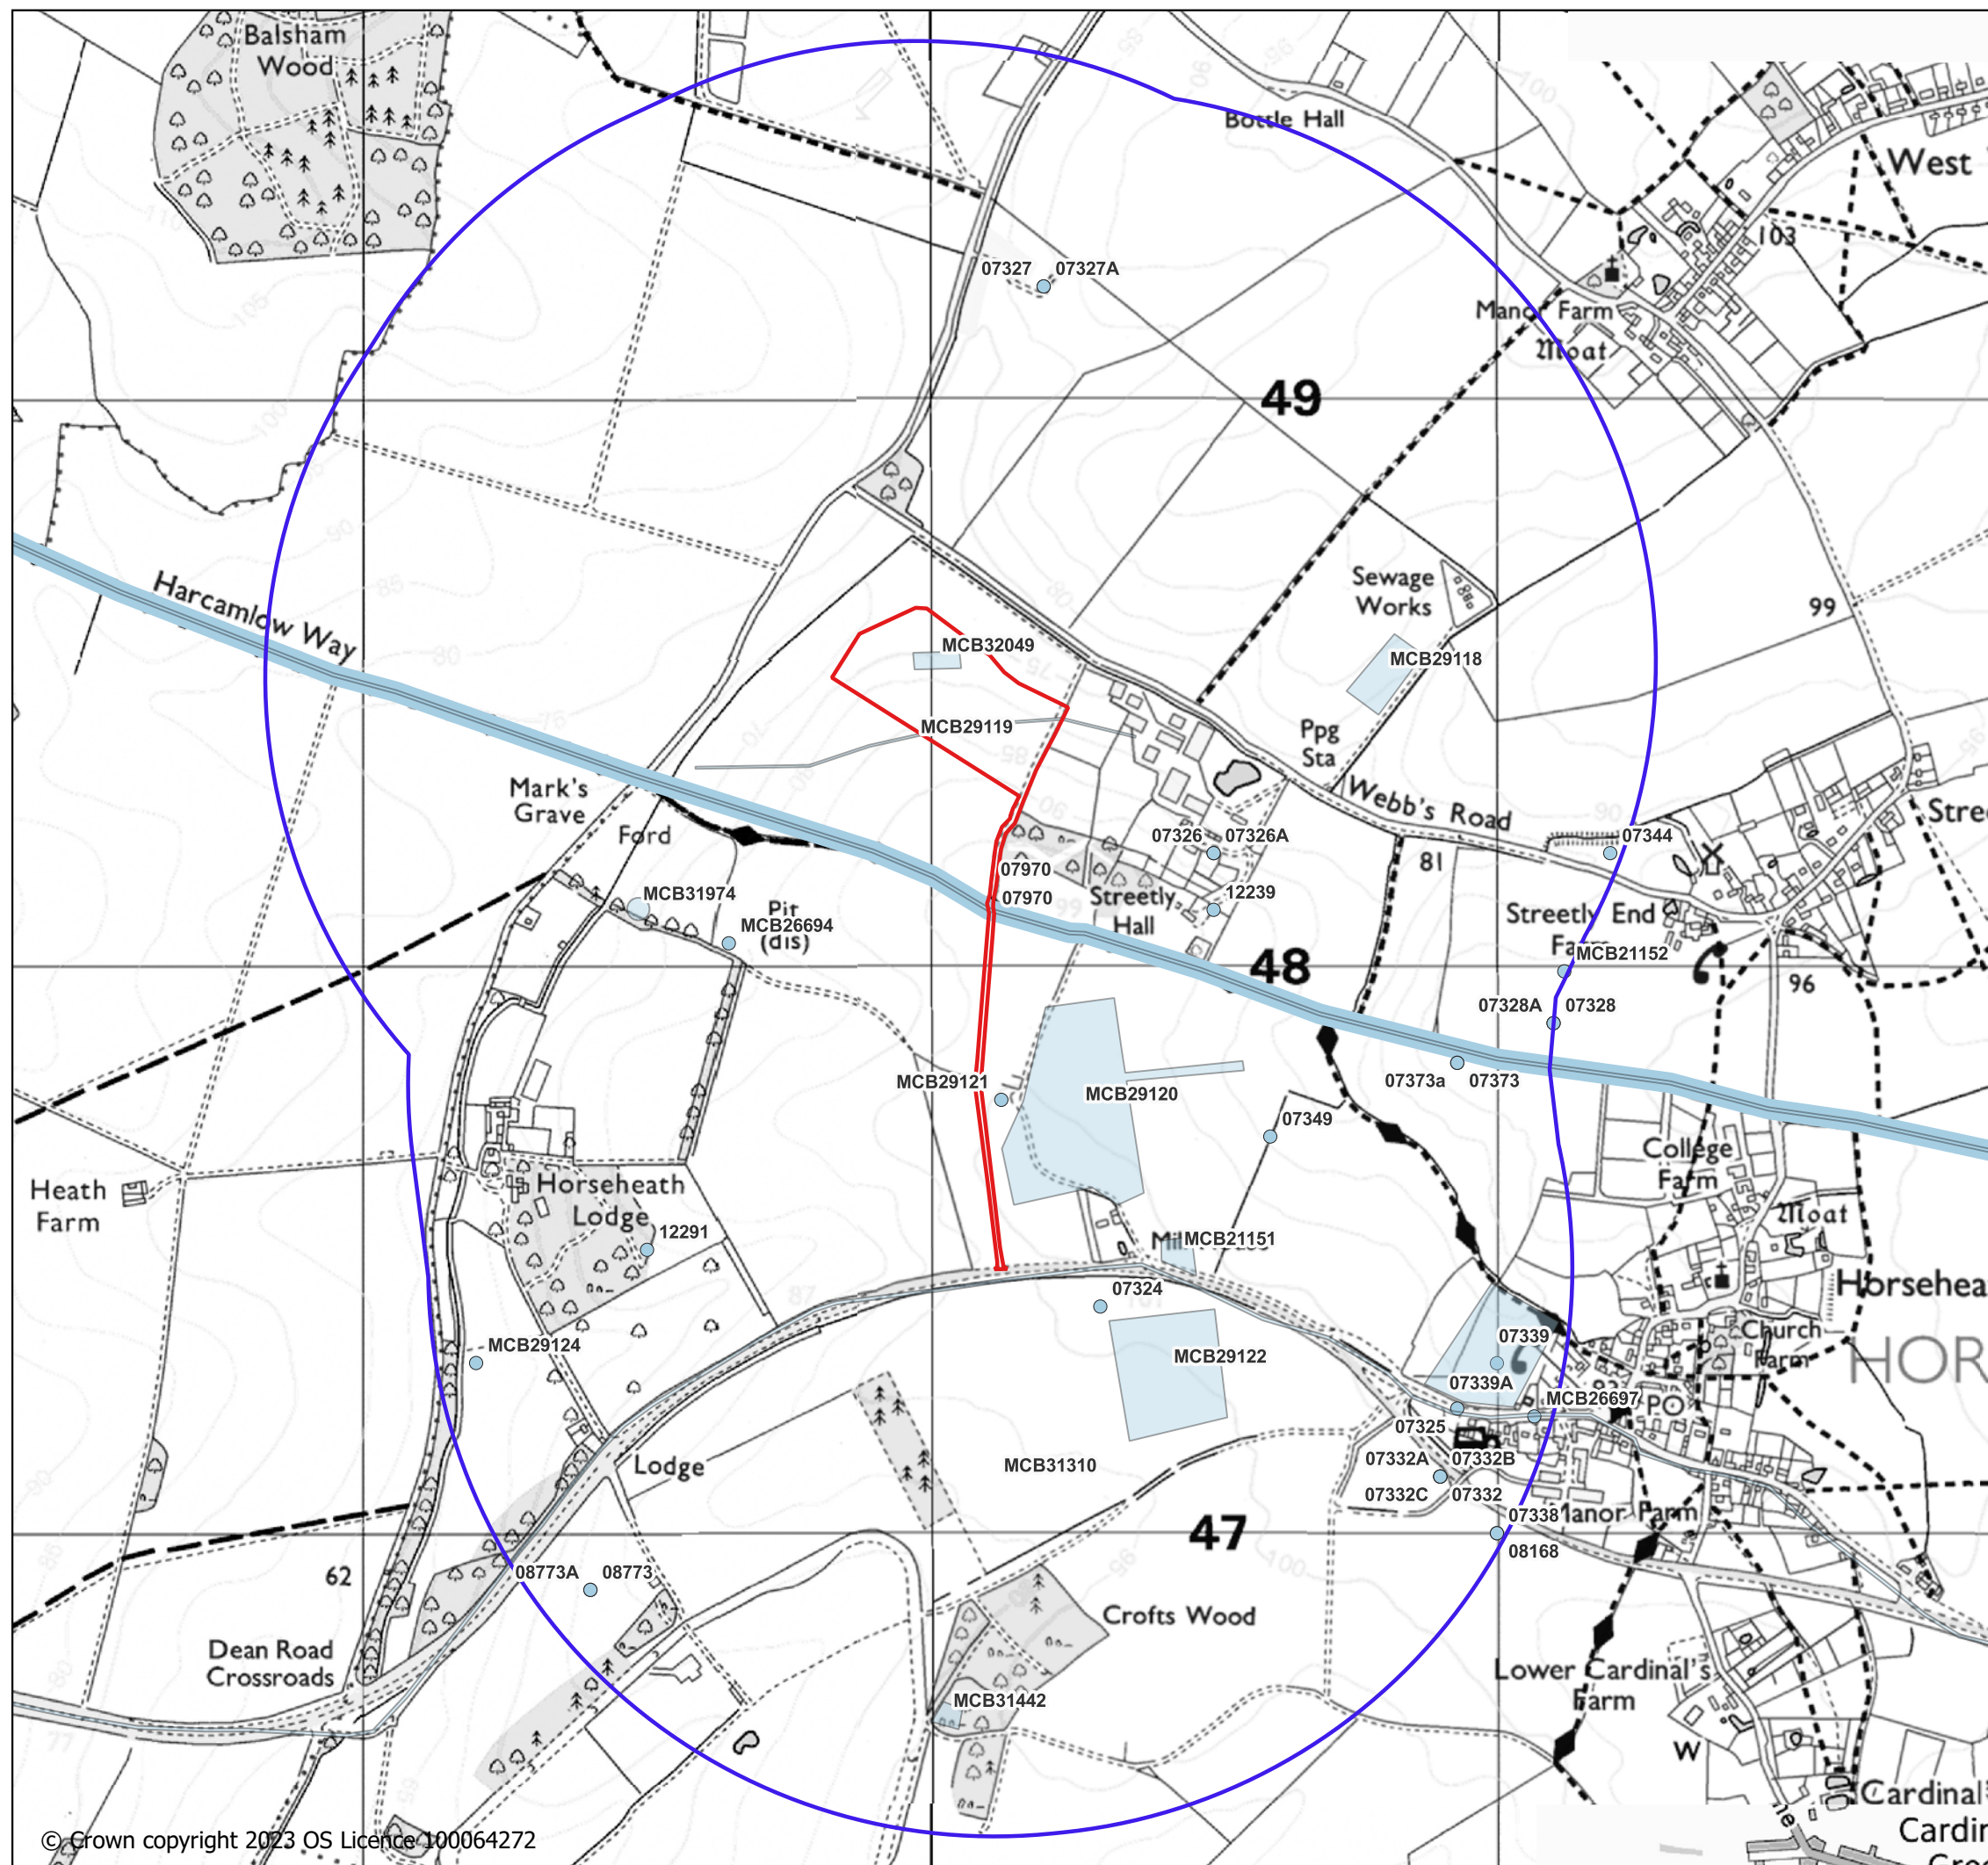 Balsham
Wood
Bottle Hall
West
103
07327 07327A
Manor Farm
Moat
49
Harcamlow Way
Sewage
Works
99
MCB32049
MCB29118
MCB29119
Ppg
Sta
Mark's
Grave
Webb's Road
Ford
07326 07326A
07344
81
07970
MCB31974
12239
07970
Streetly
Hall
Pit
(dis)
MCB26694
Streetly End
Farm
MCB21152
48
96
07328A 07328
MCB29121
07373a 07373
MCB29120
07349
College
Farm
Heath
Farm
Horseheath
Lodge
Moat
12291
MCB21151
07324
87
MCB29124
07339
Church
Farm
MCB29122
07339A
MCB26697
PO
07325
Lodge
MCB31310
07332A 07332B
07332C 07332
47
07338
Manor Farm
08168
62
08773A 08773
Crofts Wood
Dean Road
Crossroads
Lower Cardinal's
Farm
MCB31442
W
77
© Crown copyright 2023 OS Licence 100064272